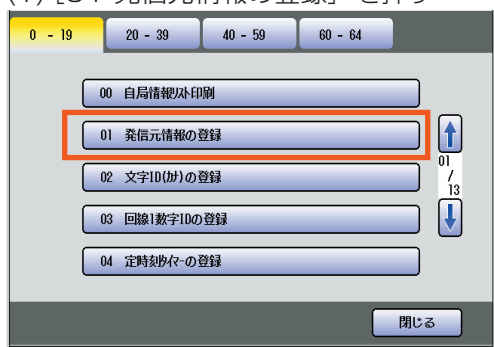 (1) [01 発信元情報の登録] を押す
0 - 19
20 - 39
40 - 59
60 - 64
00 自局情報リスト印刷
01 発信元情報の登録
02 文字ID(カナ)の登録
03 回線1数字IDの登録
04 定時刻タイマーの登録
01
/
13
閉じる